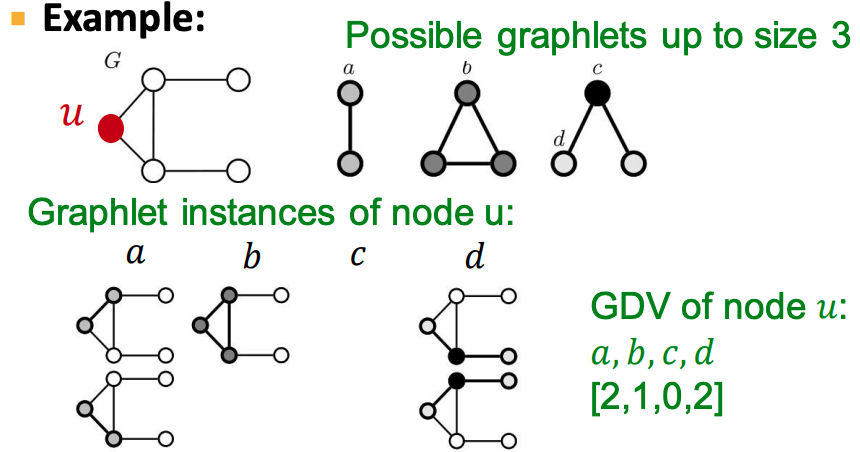 Example:
Possible graphlets up to size 3
G
a
b
c
u
d
Graphlet instances of node u:
a b c d
GDV of node u:
a, b, c, d
[2,1,0,2]